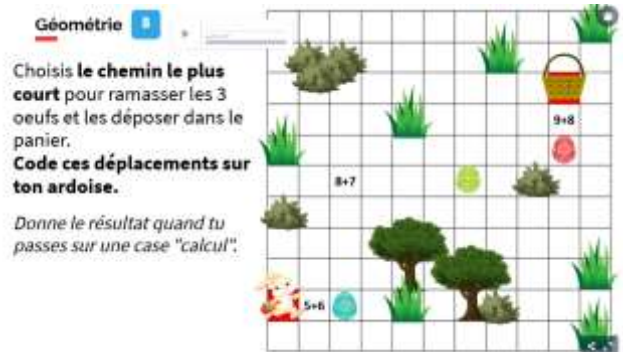 Géométrie 8
Choisis le chemin le plus
court pour ramasser les 3
oeufs et les déposer dans le
panier.
Code ces déplacements sur
ton ardoise.
Donne le résultat quand tu
passes sur une case "calcul".
9+8
8+7
5+6